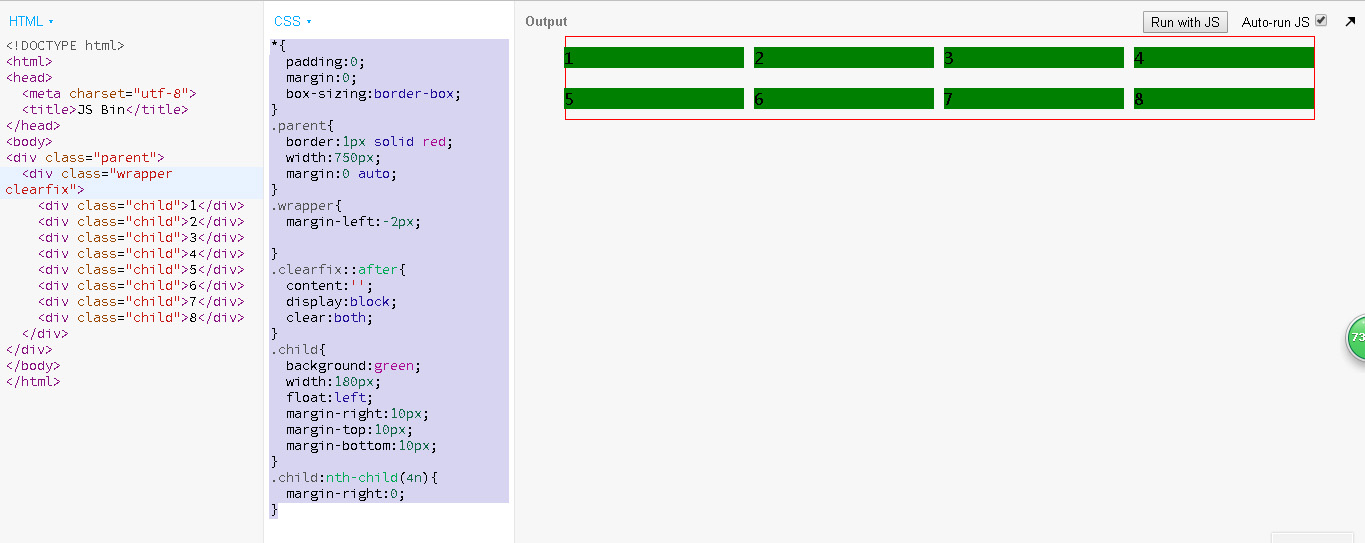 HTML
<!DOCTYPE html>
<html>
<head>
<meta charset="utf-8">
<title>JS Bin</title>
</head>
<body>
<div class="parent">
<div class="wrapper
clearfix">
<div class="child">1</div>
<div class="child">2</div>
<div class="child">3</div>
<div class="child">4</div>
<div class="child">5</div>
<div class="child">6</div>
<div class="child">7</div>
<div class="child">8</div>
</div>
</div>
</body>
</html>
CSS
*{
padding:0;
margin:0;
box-sizing:border-box;
}
.parent{
border:1px solid red;
width:750px;
margin:0 auto;
}
.wrapper{
margin-left:-2px;
}
.clearfix::after{
content:'';
display:block;
clear:both;
}
.child{
background:green;
width:180px;
float:left;
margin-right:10px;
margin-top:10px;
margin-bottom:10px;
}
.child:nth-child(4n){
margin-right:0;
}
Output
Run with JS
Auto-run JS
1 2 3 4
5 6 7 8
73